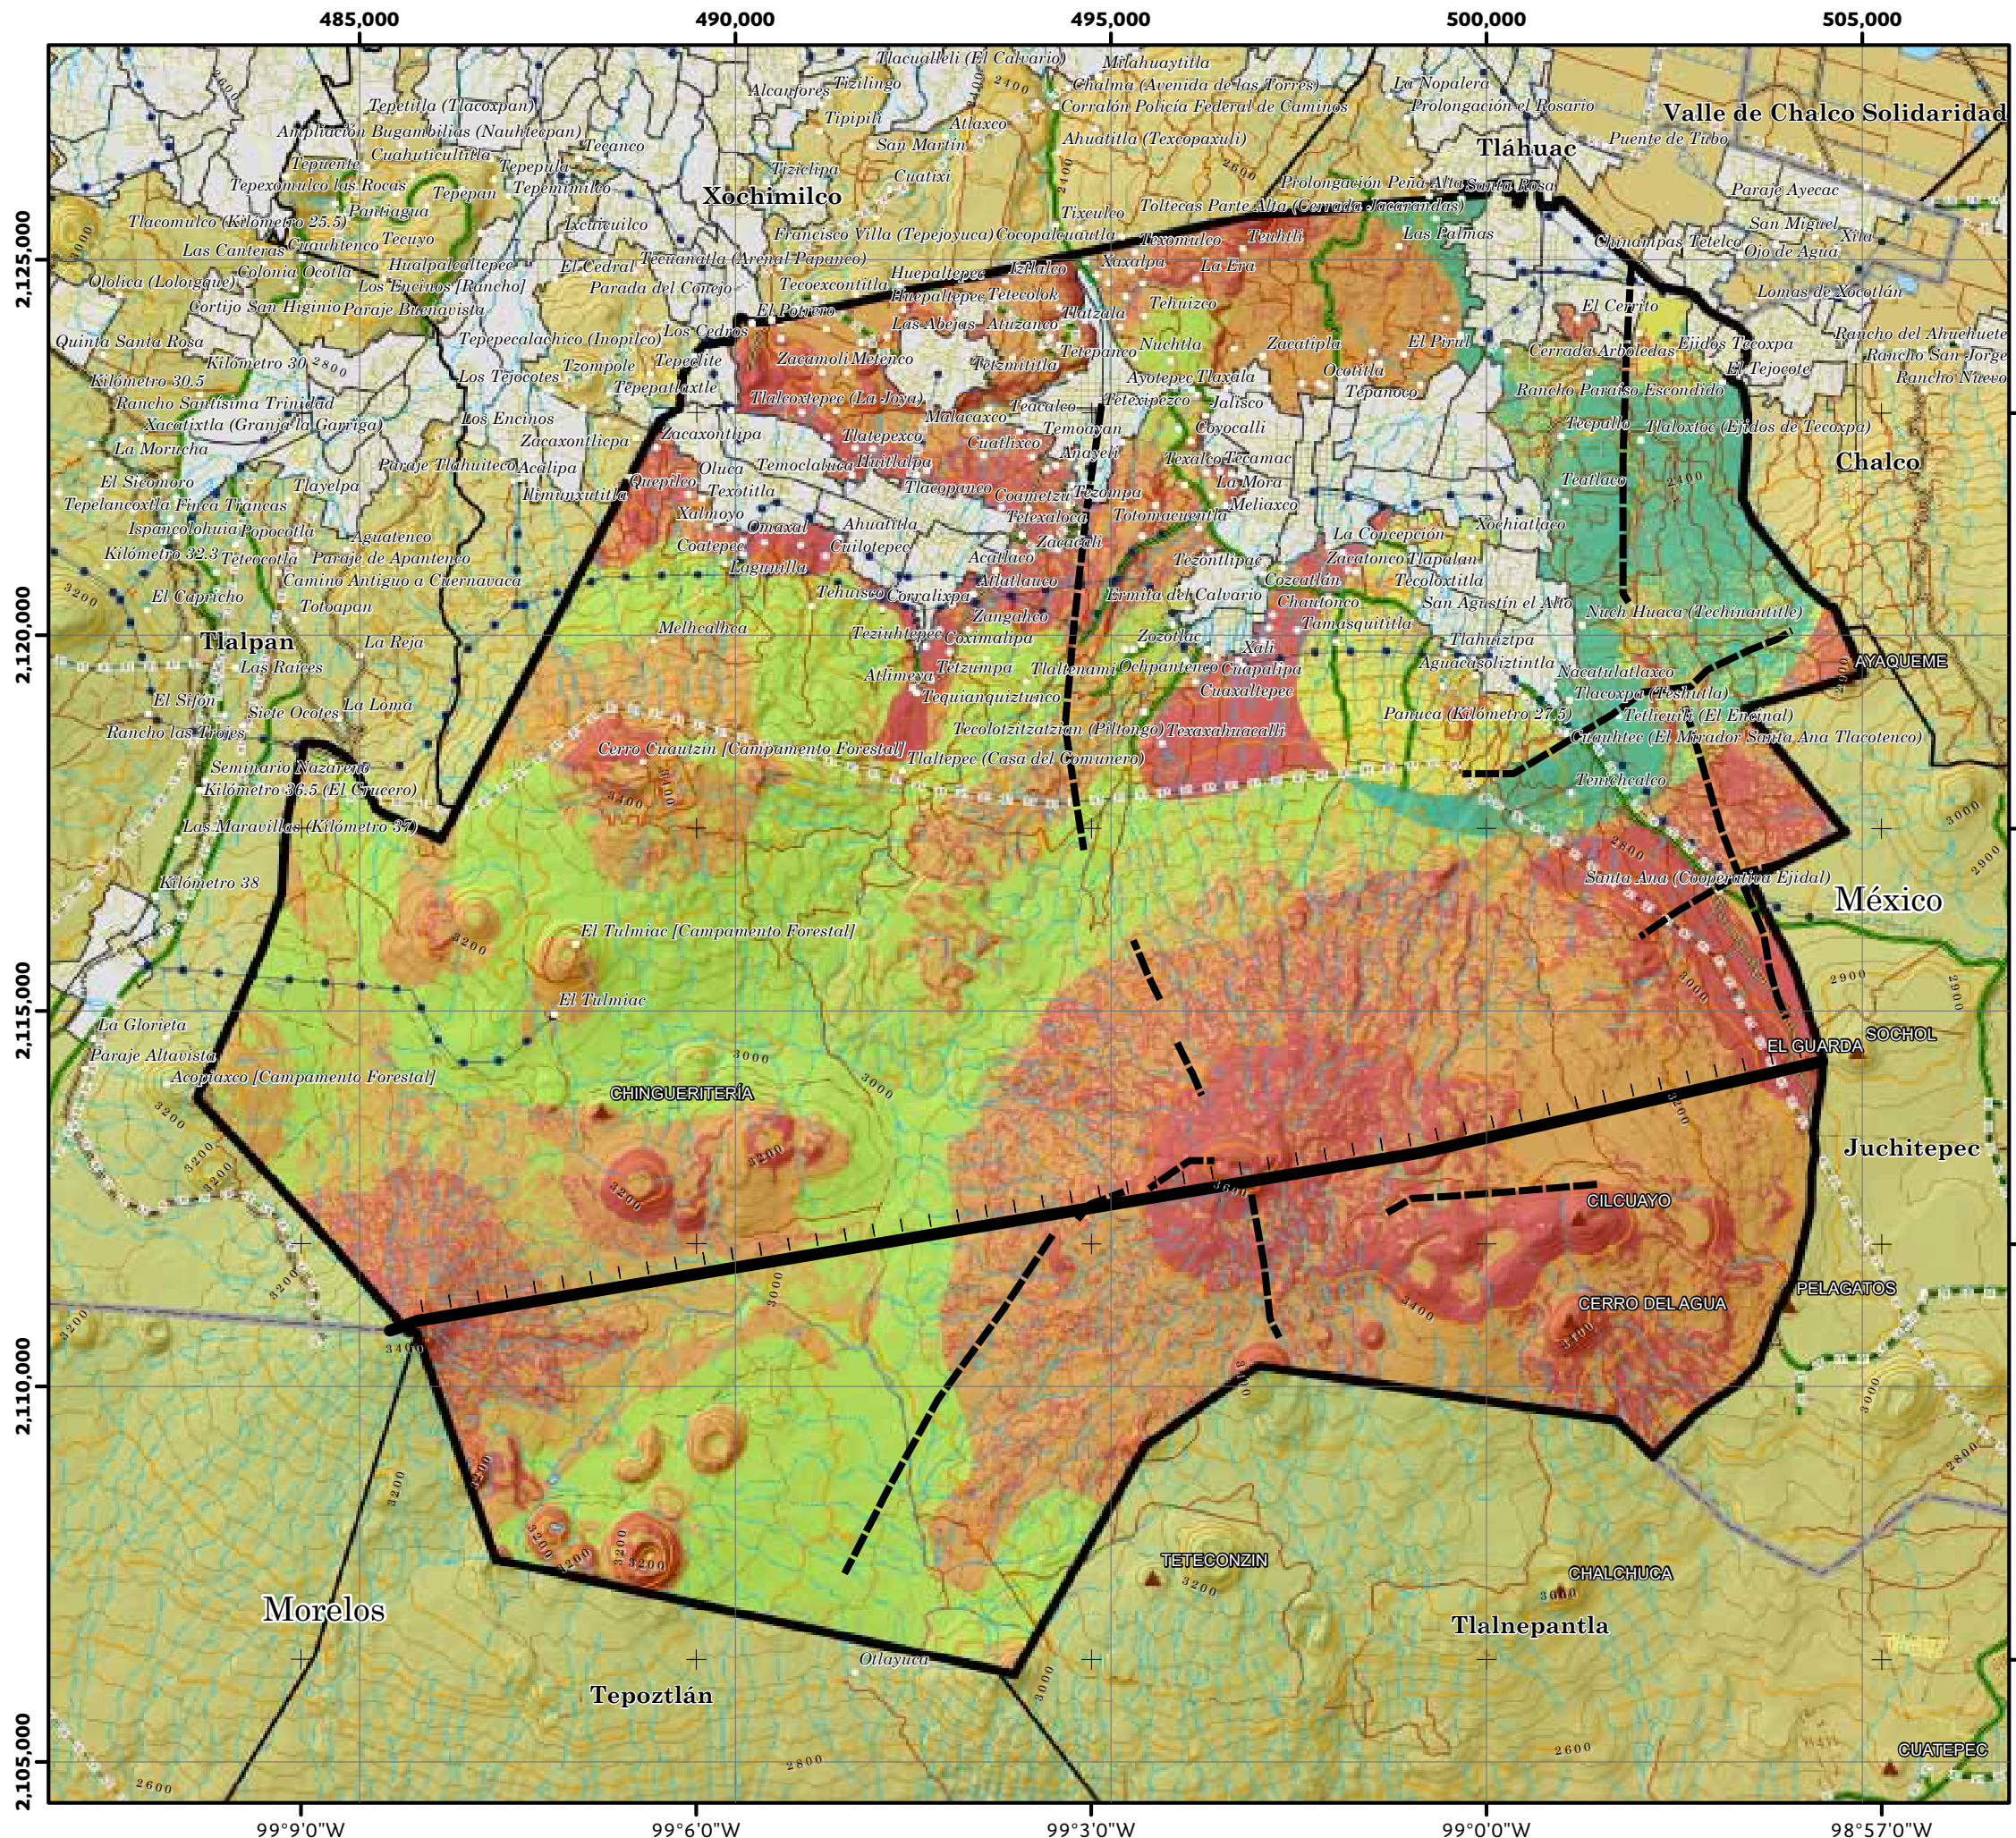 485,000 490,000 495,000 500,000 505,000
Tlacualleli (El Calvario)
Milahuaytitla
Alcanfores
Tizilingo
Chalma (Avenida de las Torres)
La Nopalera
Tepetitla (Tlacoxpan)
Corralón Policía Federal de Caminos
Prolongación el Rosario
Valle de Chalco Solidaridad
Tipipili
Atlaxco
Ampliación Bugambilias (Nauhtecpan)
Tecanco
San Martín
Ahuatitla (Texcopaxuli)
Tláhuac
Puente de Tubo
Tepuente
Cuahuticultitla
Tepepula
Tiziclipa
Cuatixi
Tepexomulco las Rocas
Tepepan
Tepemimilco
Xochimilco
Prolongación Peña Alta
Santa Rosa
Paraje Ayecac
Tlacomulco (Kilómetro 25.5)
Pantiagua
Ixcuicuilco
Tixculco
Toltecas Parte Alta (Cerrada Jacarandas)
San Miguel
Xila
Las Canteras
Cuauhtenco
Tecuyo
Francisco Villa (Tepejoyuca)
Cocopalcuautla
Texomulco
Teuhtli
Las Palmas
Chinampas Tetelco
Ojo de Agua
Ololica (Loloigque)
Colonia Ocotla
Hualpalcaltepec
El Cedral
Tecuanatla (Arenal Papanco)
Huepaltepec
Iztlalco
Xaxalpa
La Era
Cortijo San Higinio
Los Encinos [Rancho]
Parada del Conejo
Tecoexcontitla
Huepaltepec
Tetecolok
Tehuizco
El Cerrito
Lomas de Xocotlán
Paraje Buenavista
El Potrero
Las Abejas
Atuzanco
Tlatzala
Quinta Santa Rosa
Tepepecalachico (Inopilco)
Los Cedros
Zacamoli
Metenco
Tetzmititla
Tetepanco
Nuchtla
Zacatipla
El Pirul
Cerrada Arboledas
Ejidos Tecoxpa
Rancho del Ahuehuete
Kilómetro 30
Tzompole
Tepeclite
Rancho San Jorge
Kilómetro 30.5
Los Tejocotes
Tepepatlaxtle
Ayotepec
Tlaxala
Ocotitla
El Tejocote
Rancho Nuevo
Rancho Santísima Trinidad
Tlalcoxtepec (La Joya)
Teacalco
Tetexipezco
Jalisco
Tepanoco
Rancho Paraíso Escondido
Xacatixtla (Granja la Garriga)
Los Encinos
Malacaxco
Temoayan
Coyocalli
Tecpallo
Tlaloxtoc (Ejidos de Tecoxpa)
La Morucha
Zacaxontlicpa
Zacaxontlipa
Tlatepexco
Cuatlixco
Anayeli
Chalco
Paraje Tlahuiteco
Acalipa
Oluca
Temoclaluca
Huitlalpa
Texalco
Tecamac
El Sicomoro
Tlayelpa
Ilimunxutitla
Quepilco
Texotitla
Tlacopanco
Coametzu
Tezompa
La Mora
Teatlaco
Tepelancoxtla
Finca Trancas
Xalmoyo
Omaxal
Ahuatitla
Tetexaloca
Totomacuentla
Meliaxco
Xochiatlaco
Ispancolohuia
Popocotla
Aguatenco
Coatepec
Cuilotepec
Acatlaco
Zacacali
La Concepción
Kilómetro 32.3
Teteocotla
Paraje de Apantenco
Lagunilla
Aflatlauco
Tezontlipac
Zacatonco
Tlapalan
El Capricho
Camino Antiguo a Cuernavaca
Tehuisco
Corralixpa
Ermita del Calvario
Cozcatlán
Tecoloxtitla
Totoapan
Zangahco
Chautonco
San Agustín el Alto
Nuch Huaca (Techinantitle)
Tlalpan
La Reja
Melhcalhca
Teziuhtepec
Coximalipa
Zozotlac
Tamasquititla
Tlahuiztpa
Las Raíces
Atlimeya
Tetzumpa
Tlaltenami
Ochpantenco
Xali
Cuapalipa
Aguacasoliztintla
Nacatulatlaxco
AYAQUEME
El Sifón
Siete Ocotes
La Loma
Tequianquiztunco
Cuaxaltepec
Tlacoxpa (Teshutla)
Rancho las Trojes
Tecolotzitzatzian (Piltongo)
Texaxahuacalli
Panuca (Kilómetro 27.5)
Tetlicuili (El Encinal)
Cerro Cuautzin [Campamento Forestal]
Tlaltepec (Casa del Comunero)
Cuauhtec (El Mirador Santa Ana Tlacotenco)
Seminario Nazareno
Kilómetro 36.5 (El Crucero)
Tenichcalco
Las Maravillas (Kilómetro 37)
Kilómetro 38
Santa Ana (Cooperativa Ejidal)
México
El Tulmiac [Campamento Forestal]
El Tulmiac
La Glorieta
SOCHOL
EL GUARDA
Paraje Altavista
Acopiaxco [Campamento Forestal]
CHINGUERITERÍA
Juchitepec
CILCUAYO
PELAGATOS
CERRO DEL AGUA
TETECONZIN
CHALCHUCA
Morelos
Tlalnepantla
Otlayuca
Tepoztlán
CUATEPEC
2,125,000
2,120,000
2,115,000
2,110,000
2,105,000
99°9'0"W 99°6'0"W 99°3'0"W 99°0'0"W 98°57'0"W